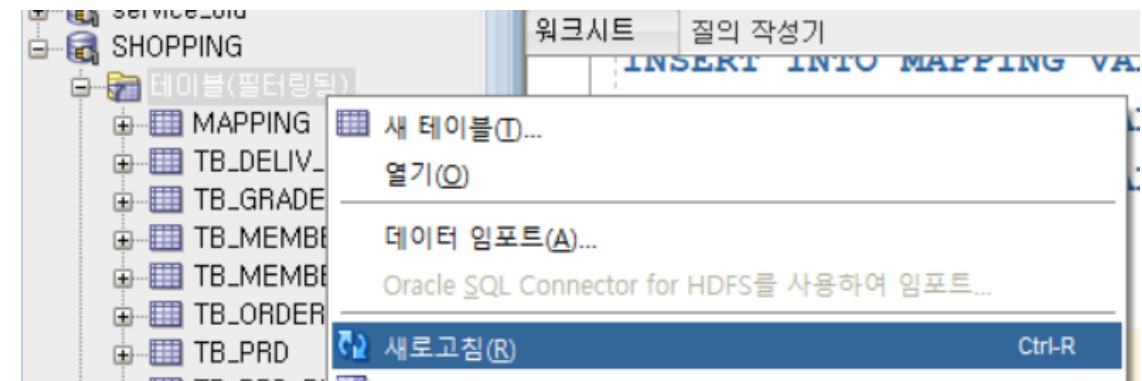 service_old
SHOPPING
테이블(필터링됨)
MAPPING
TB_DELIV_
TB_GRADE
TB_MEMBE
TB_MEMBE
TB_ORDER
TB_PRD
워크시트 질의 작성기
INSERT INTO MAPPING VA
새 테이블(T)...
열기(O)
데이터 임포트(A)...
Oracle SQL Connector for HDFS를 사용하여 임포트...
새로고침(R) Ctrl-R